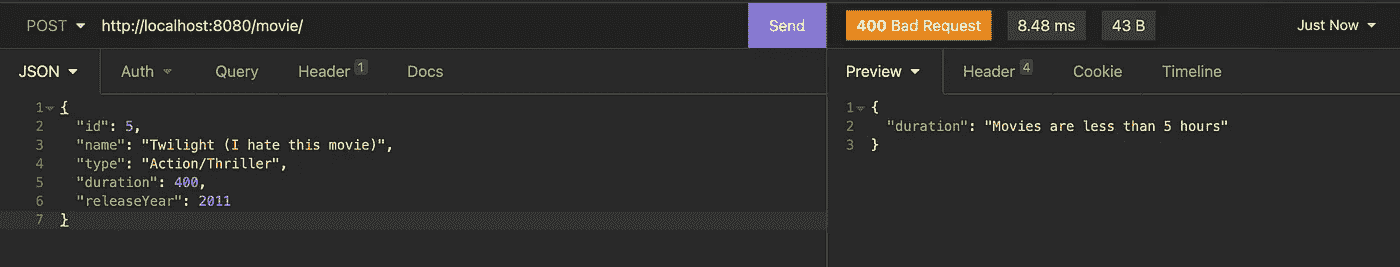 POST http://localhost:8080/movie/ Send 400 Bad Request 8.48 ms 43 B Just Now
JSON Auth Query Header 1 Docs Preview Header 4 Cookie Timeline
1 {
2 "id": 5,
3 "name": "Twilight (I hate this movie)",
4 "type": "Action/Thriller",
5 "duration": 400,
6 "releaseYear": 2011
7 }
1 {
2 "duration": "Movies are less than 5 hours"
3 }